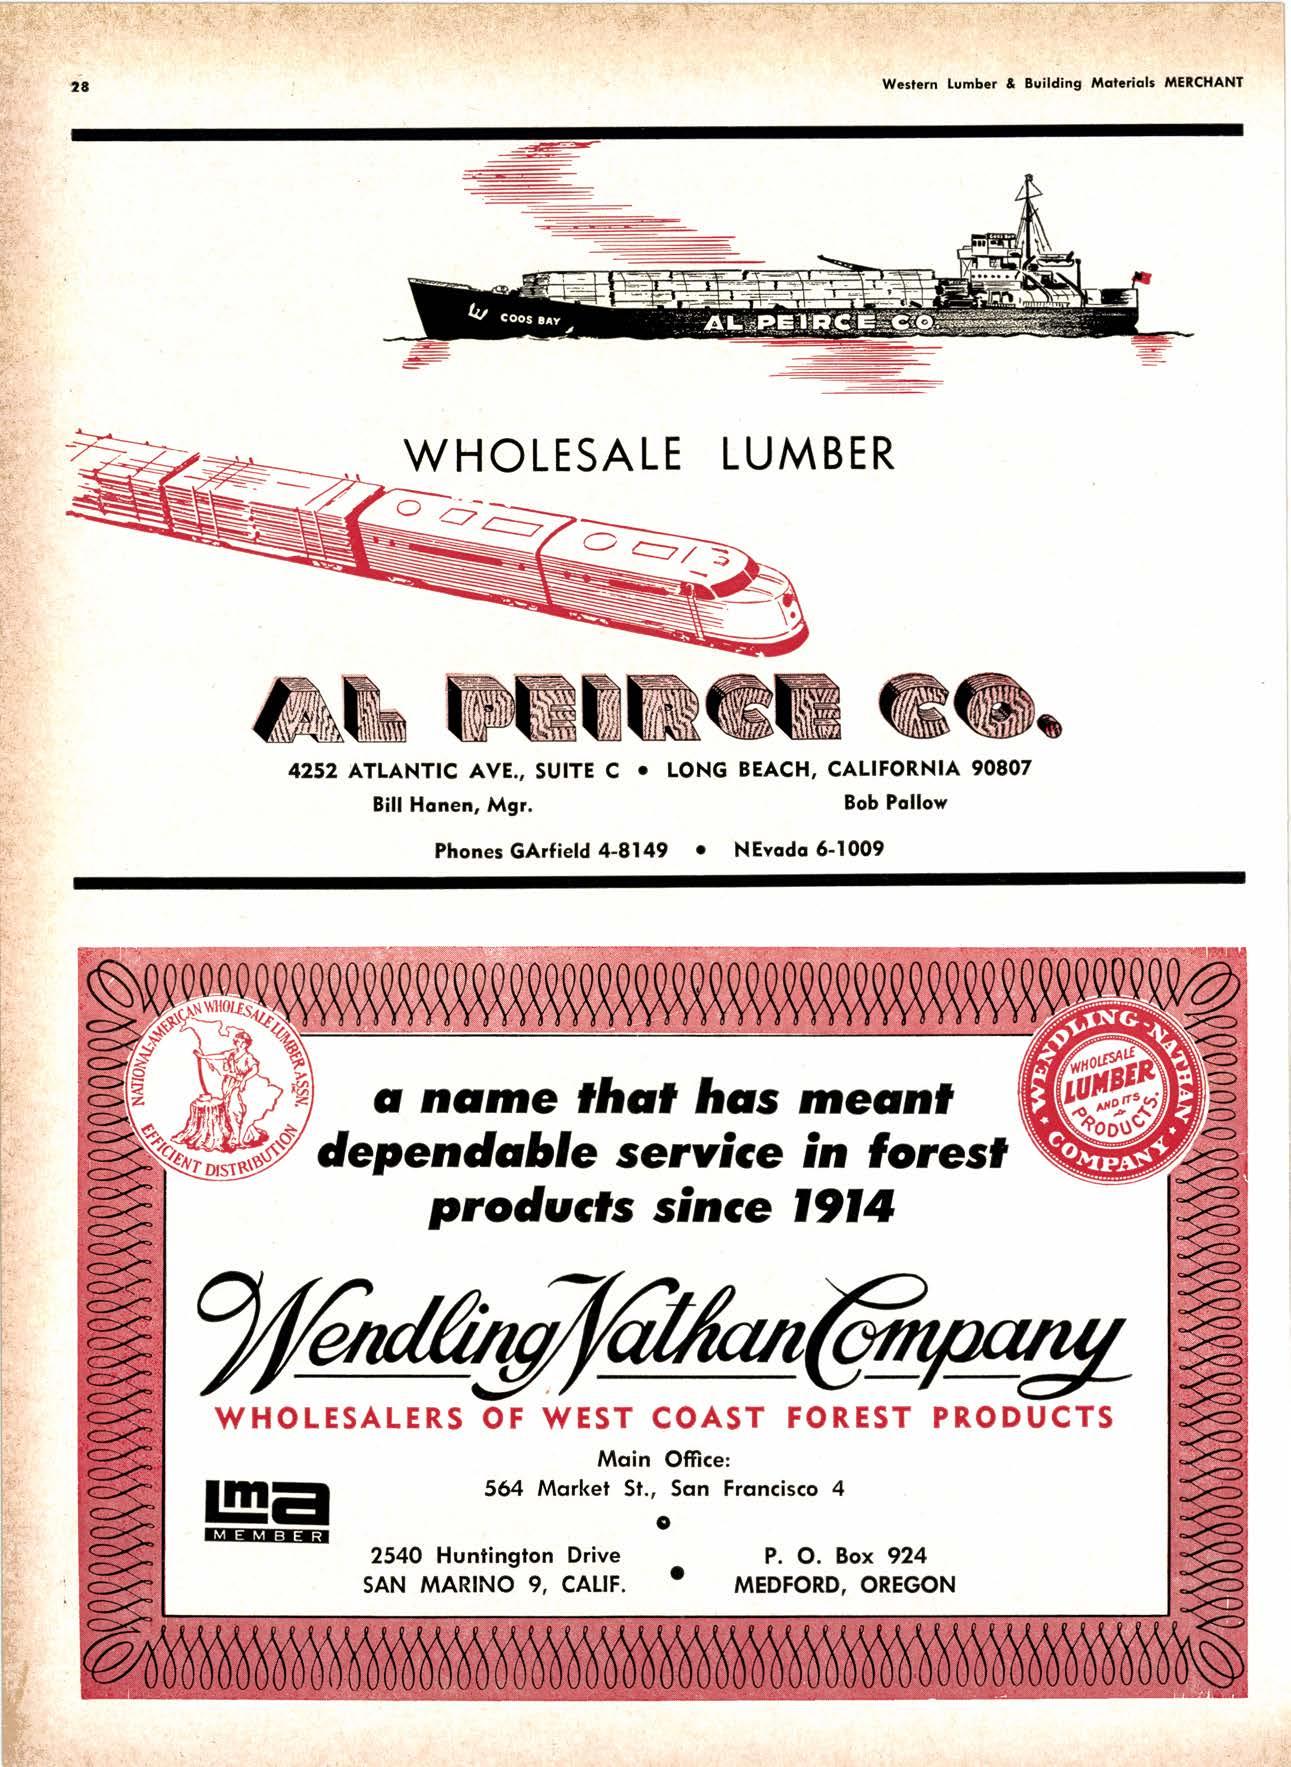 28
Western Lumber & Building Materials MERCHANT
COOS BAY
COOS BAY
AL PEIRCE CO.
WHOLESALE LUMBER
AL PEIRCE CO.
4252 ATLANTIC AVE., SUITE C • LONG BEACH, CALIFORNIA 90807
Bill Hanen, Mgr.
Bob Pallow
Phones GArfield 4-8149 • NEvada 6-1009
NATIONAL-AMERICAN WHOLESALE LUMBER ASSN. INC.
EFFICIENT DISTRIBUTION
WENDLING-NATHAN
COMPANY
WHOLESALE
LUMBER
AND ITS
PRODUCTS.
a name that has meant
dependable service in forest
products since 1914
Wendling Nathan Company
WHOLESALERS OF WEST COAST FOREST PRODUCTS
Main Office:
564 Market St., San Francisco 4
lma
MEMBER
2540 Huntington Drive
SAN MARINO 9, CALIF.
P. O. Box 924
MEDFORD, OREGON